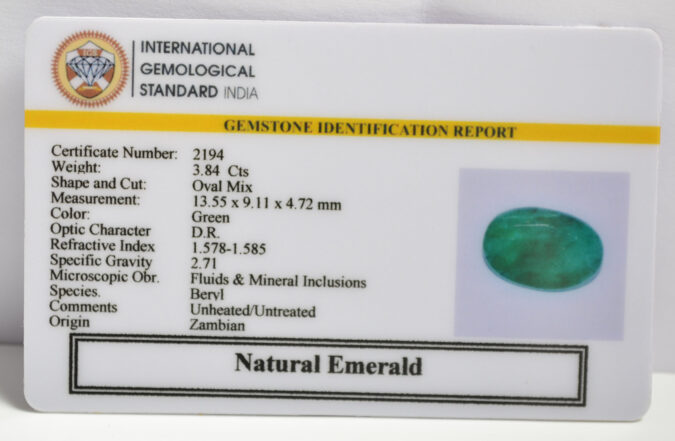 INTERNATIONAL
GEMOLOGICAL
STANDARD INDIA
GEMSTONE IDENTIFICATION REPORT
Certificate Number: 2194
Weight: 3.84 Cts
Shape and Cut: Oval Mix
Measurement: 13.55 x 9.11 x 4.72 mm
Color: Green
Optic Character D.R.
Refractive Index 1.578-1.585
Specific Gravity 2.71
Microscopic Obr. Fluids & Mineral Inclusions
Species. Beryl
Comments Unheated/Untreated
Origin Zambian
Natural Emerald